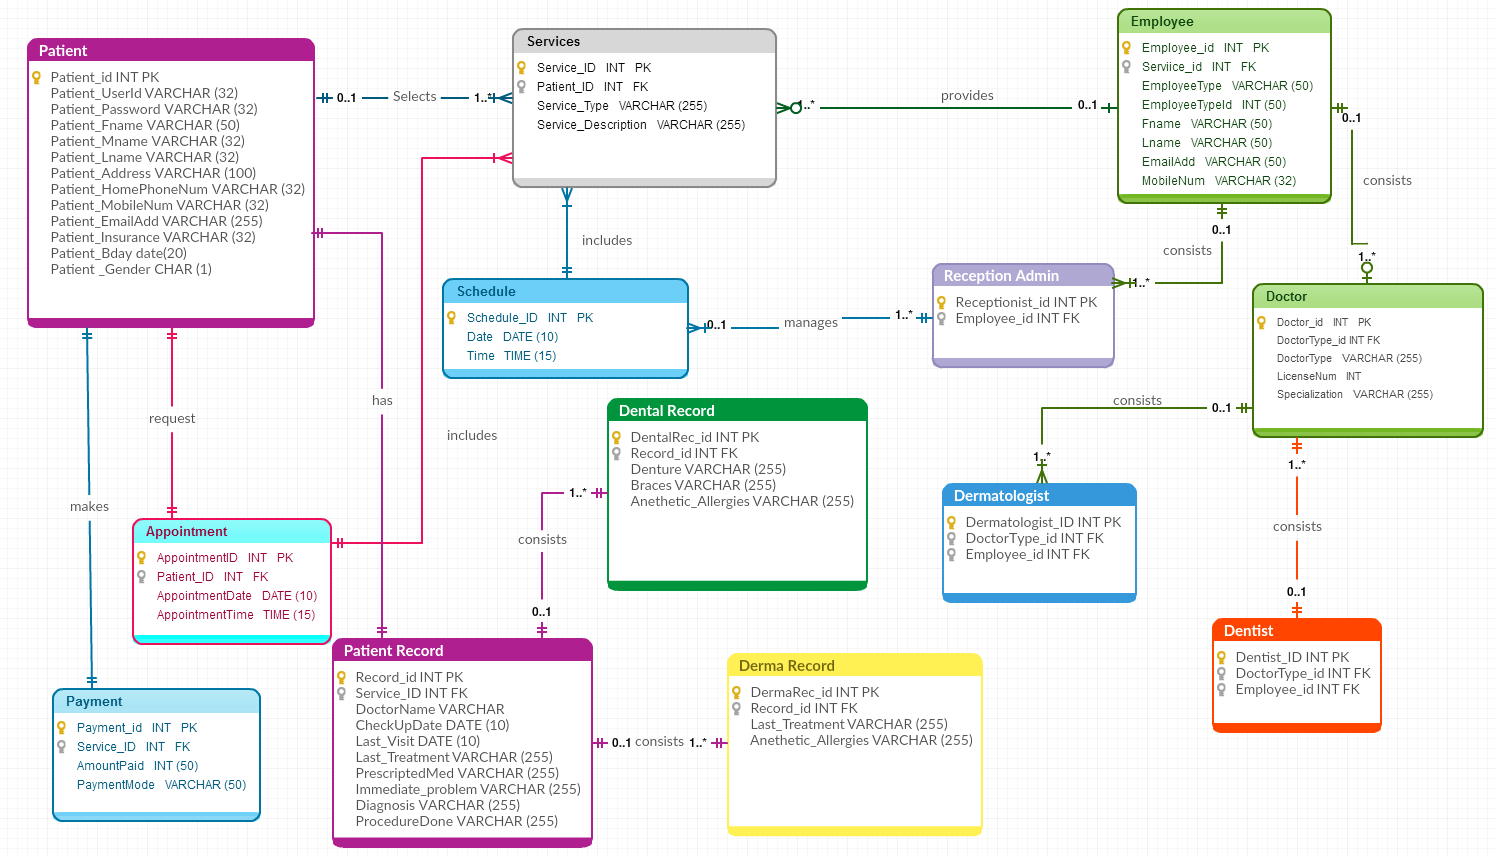 Patient
Patient_id INT PK
Patient_UserId VARCHAR (32)
Patient_Password VARCHAR (32)
Patient_Fname VARCHAR (50)
Patient_Mname VARCHAR (32)
Patient_Lname VARCHAR (32)
Patient_Address VARCHAR (100)
Patient_HomePhoneNum VARCHAR (32)
Patient_MobileNum VARCHAR (32)
Patient_EmailAdd VARCHAR (255)
Patient_Insurance VARCHAR (32)
Patient_Bday date(20)
Patient _Gender CHAR (1)
0..1
Selects
1..*
Services
Service_ID INT PK
Patient_ID INT FK
Service_Type VARCHAR (255)
Service_Description VARCHAR (255)
1..*
provides
0..1
Employee
Employee_id INT PK
Serviice_id INT FK
EmployeeType VARCHAR (50)
EmployeeTypeId INT (50)
Fname VARCHAR (50)
Lname VARCHAR (50)
EmailAdd VARCHAR (50)
MobileNum VARCHAR (32)
0..1
consists
1..*
0..1
consists
1..*
includes
Schedule
Schedule_ID INT PK
Date DATE (10)
Time TIME (15)
0..1
manages
1..*
Reception Admin
Receptionist_id INT PK
Employee_id INT FK
Doctor
Doctor_id INT PK
DoctorType_id INT FK
DoctorType VARCHAR (255)
LicenseNum INT
Specialization VARCHAR (255)
consists
0..1
1..*
1..*
consists
0..1
has
request
includes
makes
Dental Record
DentalRec_id INT PK
Record_id INT FK
Denture VARCHAR (255)
Braces VARCHAR (255)
Anethetic_Allergies VARCHAR (255)
1..*
consists
0..1
Dermatologist
Dermatologist_ID INT PK
DoctorType_id INT FK
Employee_id INT FK
Appointment
AppointmentID INT PK
Patient_ID INT FK
AppointmentDate DATE (10)
AppointmentTime TIME (15)
Dentist
Dentist_ID INT PK
DoctorType_id INT FK
Employee_id INT FK
Patient Record
Record_id INT PK
Service_ID INT FK
DoctorName VARCHAR
CheckUpDate DATE (10)
Last_Visit DATE (10)
Last_Treatment VARCHAR (255)
PrescriptedMed VARCHAR (255)
Immediate_problem VARCHAR (255)
Diagnosis VARCHAR (255)
ProcedureDone VARCHAR (255)
0..1 consists 1..*
Derma Record
DermaRec_id INT PK
Record_id INT FK
Last_Treatment VARCHAR (255)
Anethetic_Allergies VARCHAR (255)
Payment
Payment_id INT PK
Service_ID INT FK
AmountPaid INT (50)
PaymentMode VARCHAR (50)